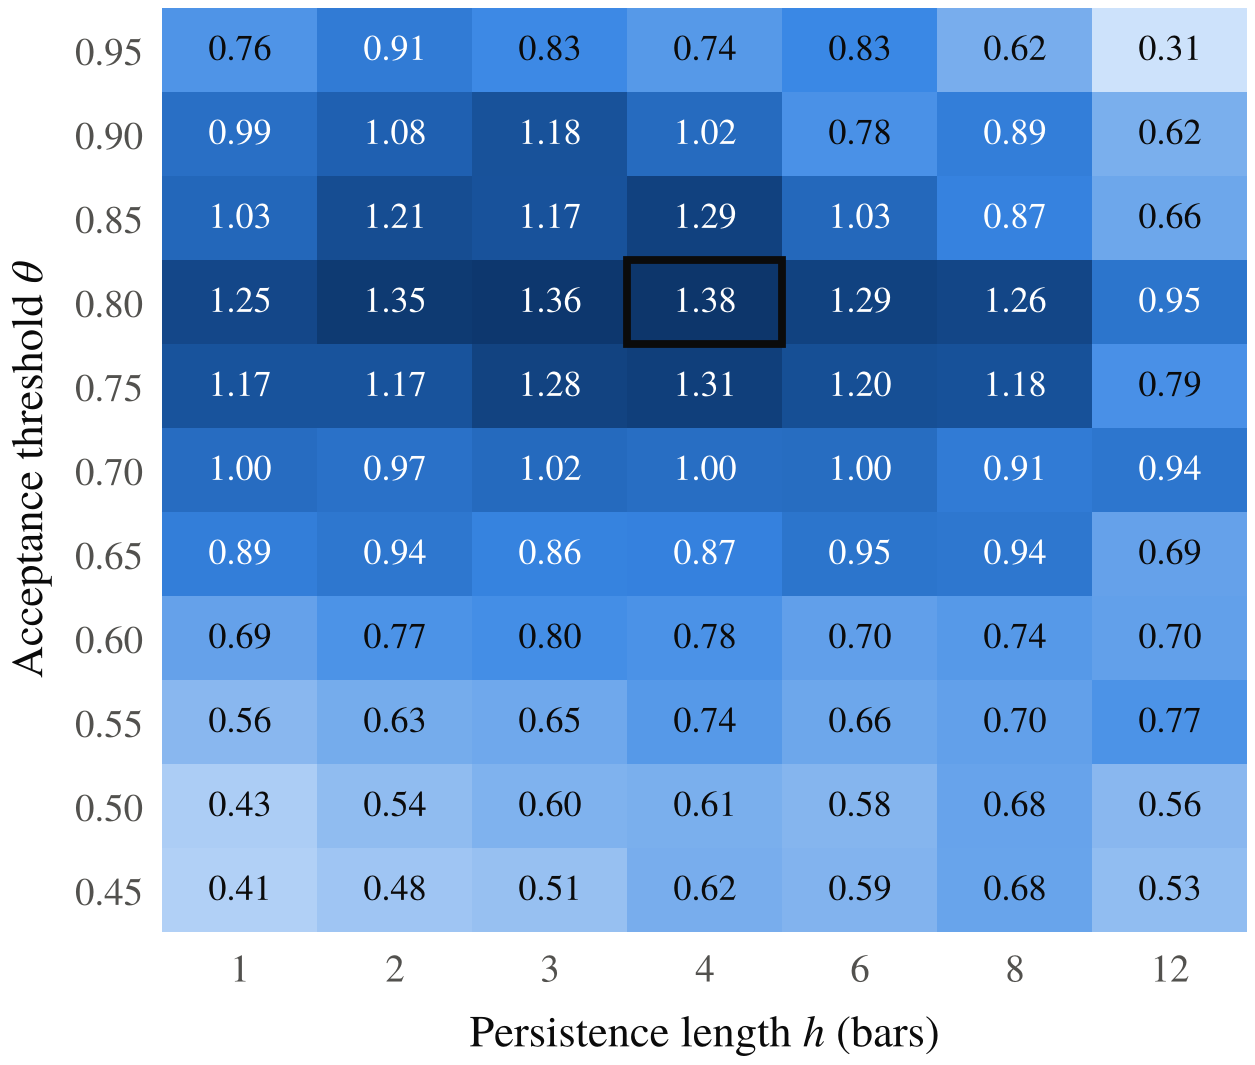 0.95 0.76 0.91 0.83 0.74 0.83 0.62 0.31
0.90 0.99 1.08 1.18 1.02 0.78 0.89 0.62
0.85 1.03 1.21 1.17 1.29 1.03 0.87 0.66
0.80 1.25 1.35 1.36 1.38 1.29 1.26 0.95
0.75 1.17 1.17 1.28 1.31 1.20 1.18 0.79
0.70 1.00 0.97 1.02 1.00 1.00 0.91 0.94
0.65 0.89 0.94 0.86 0.87 0.95 0.94 0.69
0.60 0.69 0.77 0.80 0.78 0.70 0.74 0.70
0.55 0.56 0.63 0.65 0.74 0.66 0.70 0.77
0.50 0.43 0.54 0.60 0.61 0.58 0.68 0.56
0.45 0.41 0.48 0.51 0.62 0.59 0.68 0.53
1 2 3 4 6 8 12
Persistence length h (bars)
Acceptance threshold θ